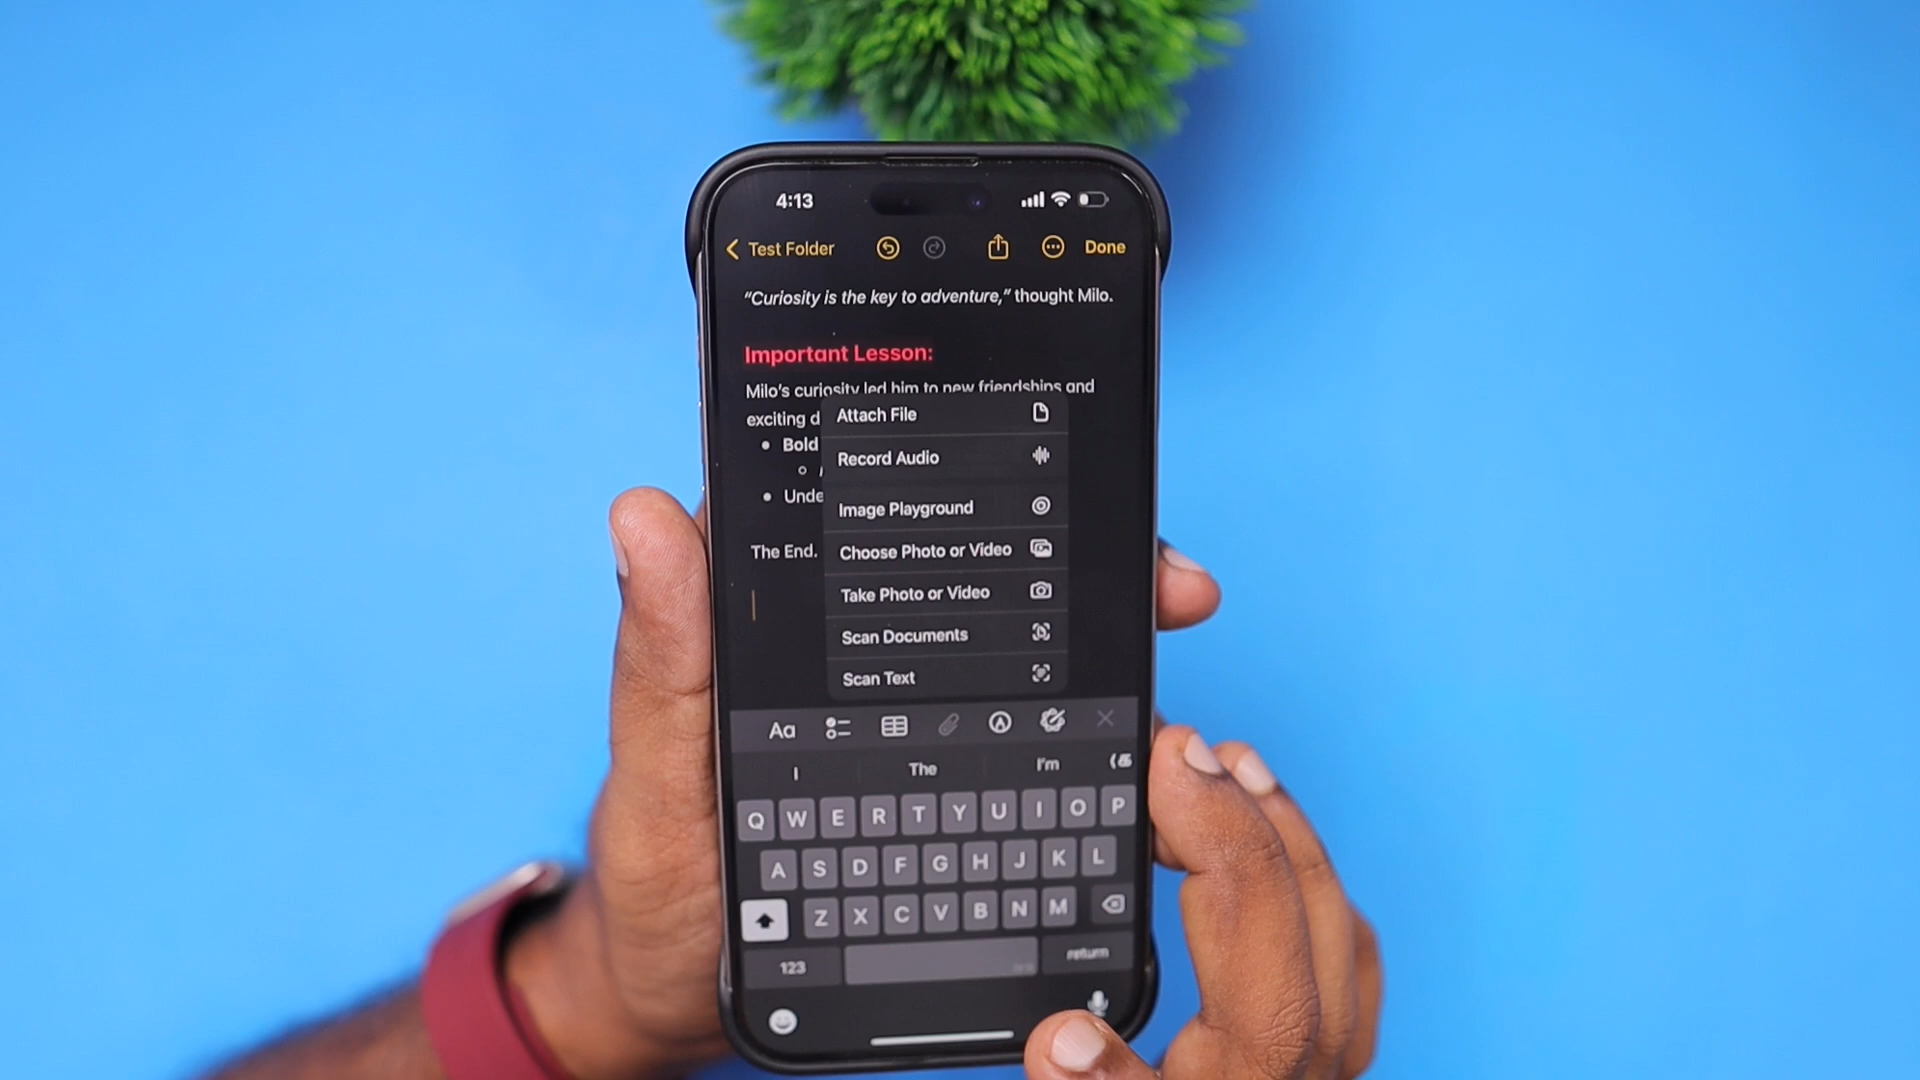 4:13
Test Folder
Done
“Curiosity is the key to adventure,” thought Milo.
Important Lesson:
Milo’s curiosity led him to new friendships and
exciting d
Bold
Unde
The End.
Attach File
Record Audio
Image Playground
Choose Photo or Video
Take Photo or Video
Scan Documents
Scan Text
Aa
I The I’m
Q W E R T Y U I O P
A S D F G H J K L
Z X C V B N M
123 return